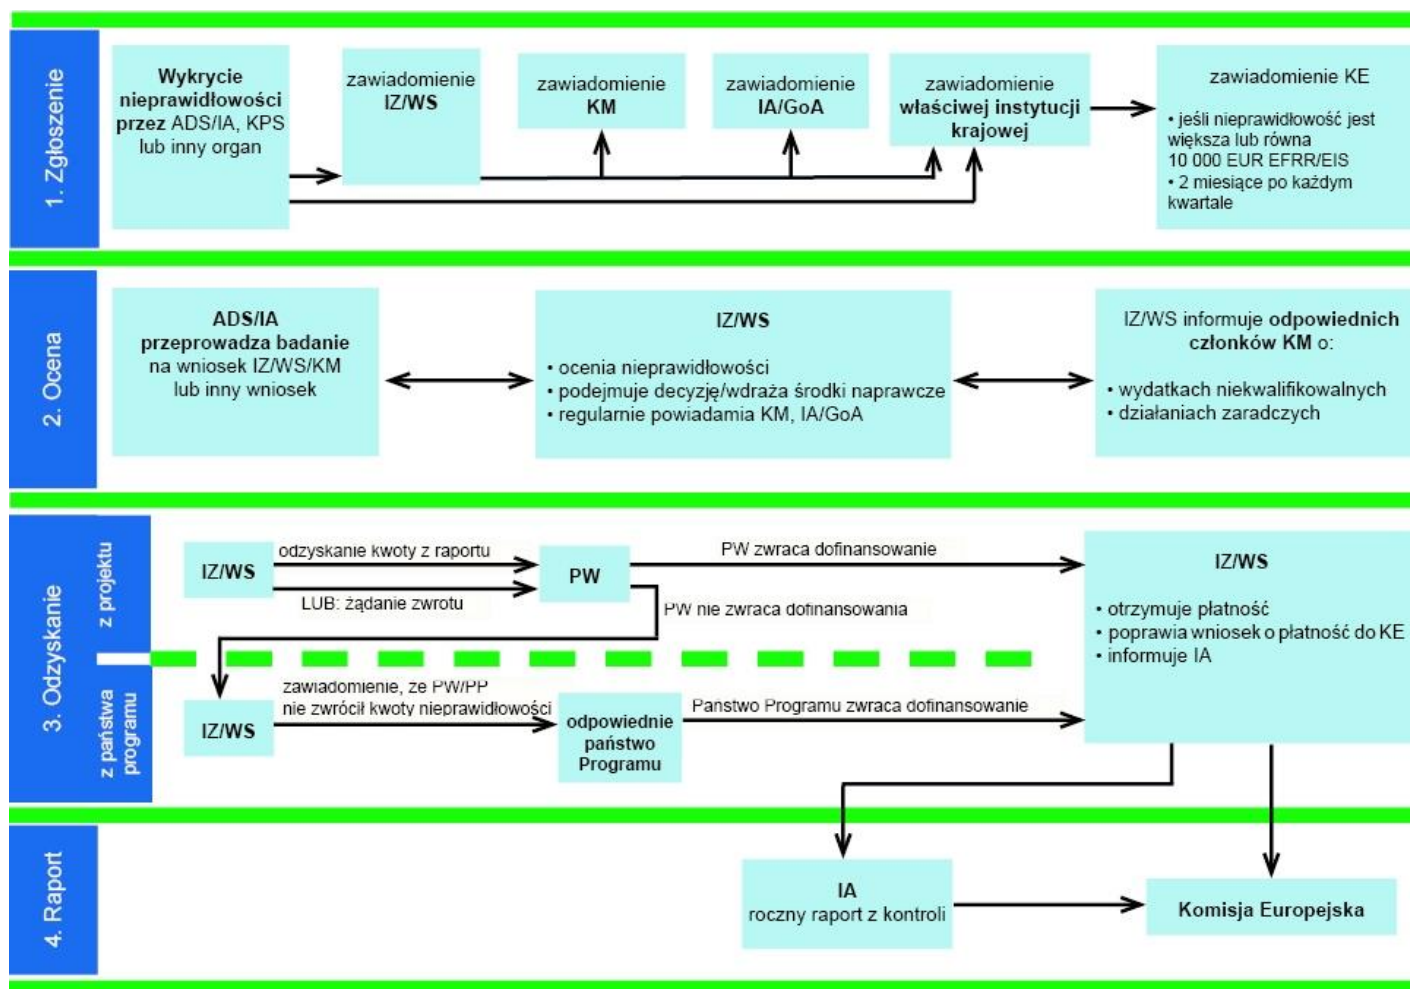 1. Zgłoszenie
Wykrycie
nieprawidłowości
przez ADS/IA, KPS
lub inny organ
zawiadomienie
IZ/WS
zawiadomienie
KM
zawiadomienie
IA/GoA
zawiadomienie
właściwej instytucji
krajowej
zawiadomienie KE
• jeśli nieprawidłowość jest
większa lub równa
10 000 EUR EFRR/EIS
• 2 miesiące po każdym
kwartale
2. Ocena
ADS/IA
przeprowadza badanie
na wniosek IZ/WS/KM
lub inny wniosek
IZ/WS
• ocenia nieprawidłowości
• podejmuje decyzję/wdraża środki naprawcze
• regularnie powiadamia KM, IA/GoA
IZ/WS informuje odpowiednich
członków KM o:
• wydatkach niekwalifikowalnych
• działaniach zaradczych
3. Odzyskanie
z projektu
IZ/WS
odzyskanie kwoty z raportu
LUB: żądanie zwrotu
PW
PW zwraca dofinansowanie
PW nie zwraca dofinansowania
IZ/WS
• otrzymuje płatność
• poprawia wniosek o płatność do KE
• informuje IA
z państwa
programu
IZ/WS
zawiadomienie, że PW/PP
nie zwrócił kwoty nieprawidłowości
odpowiednie
państwo
Programu
Państwo Programu zwraca dofinansowanie
4. Raport
IA
roczny raport z kontroli
Komisja Europejska